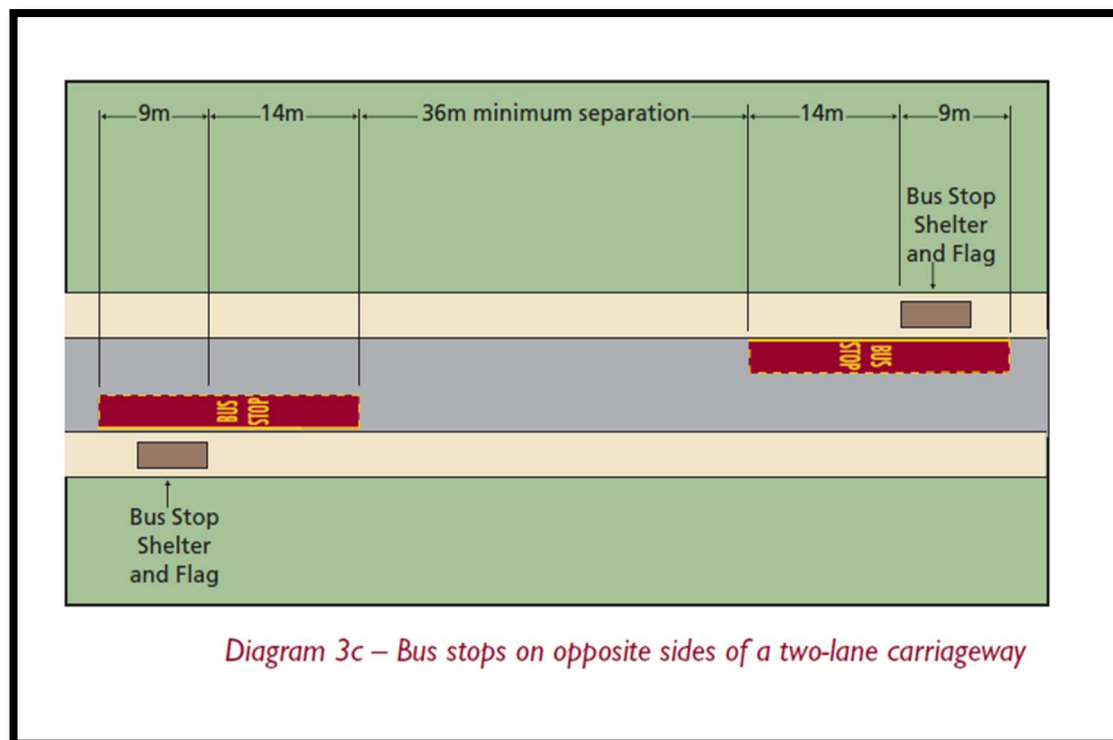 9m 14m 36m minimum separation 14m 9m
Bus Stop
Shelter
and Flag
BUS
STOP
BUS
STOP
Bus Stop
Shelter
and Flag
Diagram 3c – Bus stops on opposite sides of a two-lane carriageway